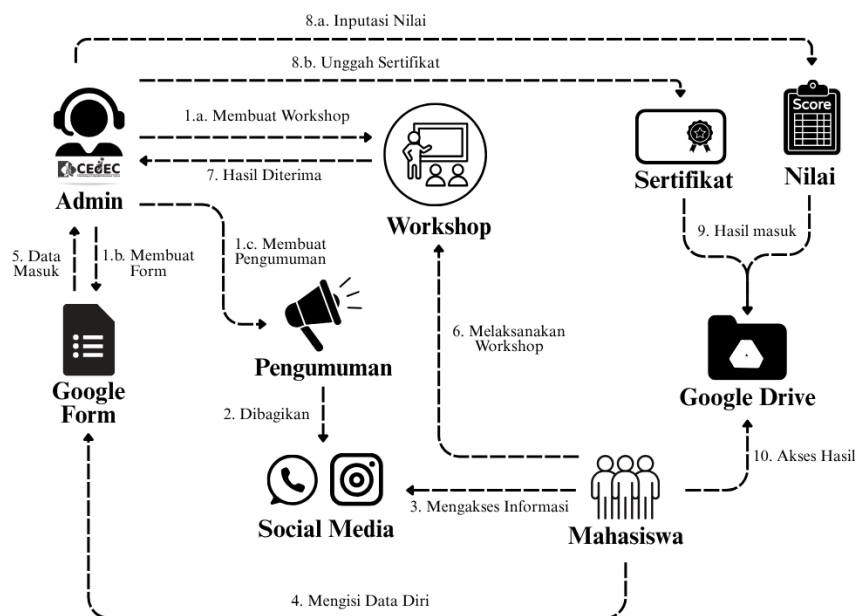 8.a. Inputasi Nilai
8.b. Unggah Sertifikat
Score
1.a. Membuat Workshop
CEdEC
7. Hasil Diterima
Admin
Workshop
Sertifikat
Nilai
5. Data
Masuk
1.b. Membuat
Form
1.c. Membuat
Pengumuman
9. Hasil masuk
6. Melaksanakan
Workshop
Google
Form
Pengumuman
Google Drive
2. Dibagikan
10. Akses Hasil
3. Mengakses Informasi
Social Media
Mahasiswa
4. Mengisi Data Diri